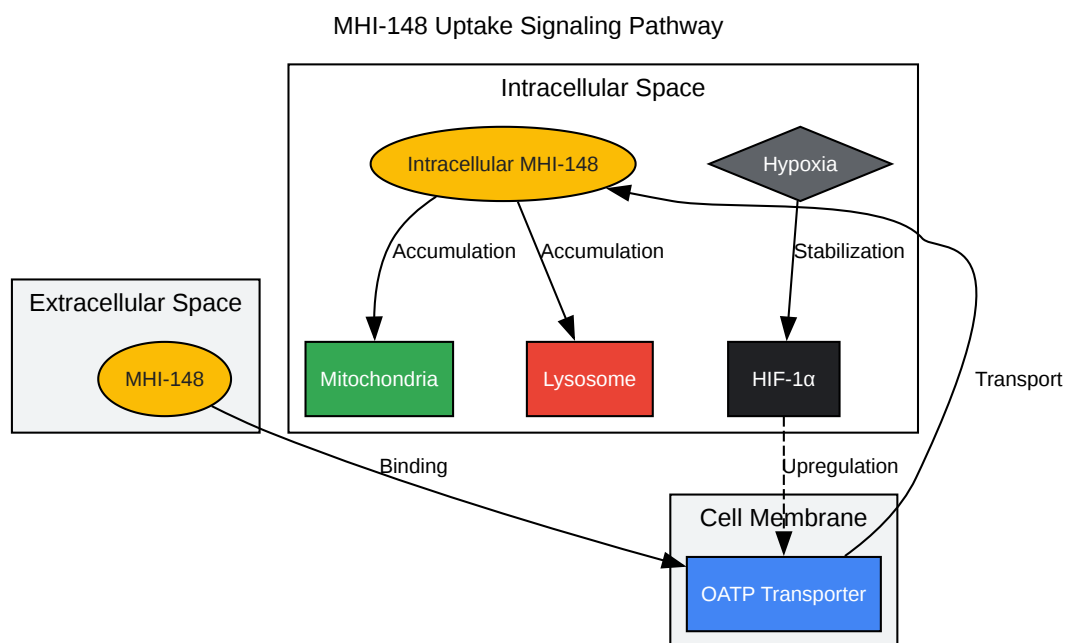 MHI-148 Uptake Signaling Pathway
Intracellular Space
Intracellular MHI-148
Hypoxia
Accumulation
Accumulation
Stabilization
Extracellular Space
MHI-148
Mitochondria
Lysosome
HIF-1α
Transport
Binding
Upregulation
Cell Membrane
OATP Transporter